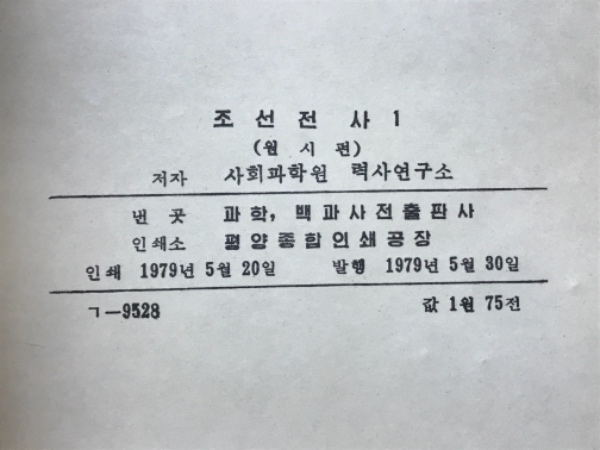 조선전사 1
(원시편)
저자 사회과학원 력사연구소
낸 곳 과학, 백과사전출판사
인쇄소 평양종합인쇄공장
인쇄 1979년 5월 20일 발행 1979년 5월 30일
ㄱ—9528 값 1원 75전